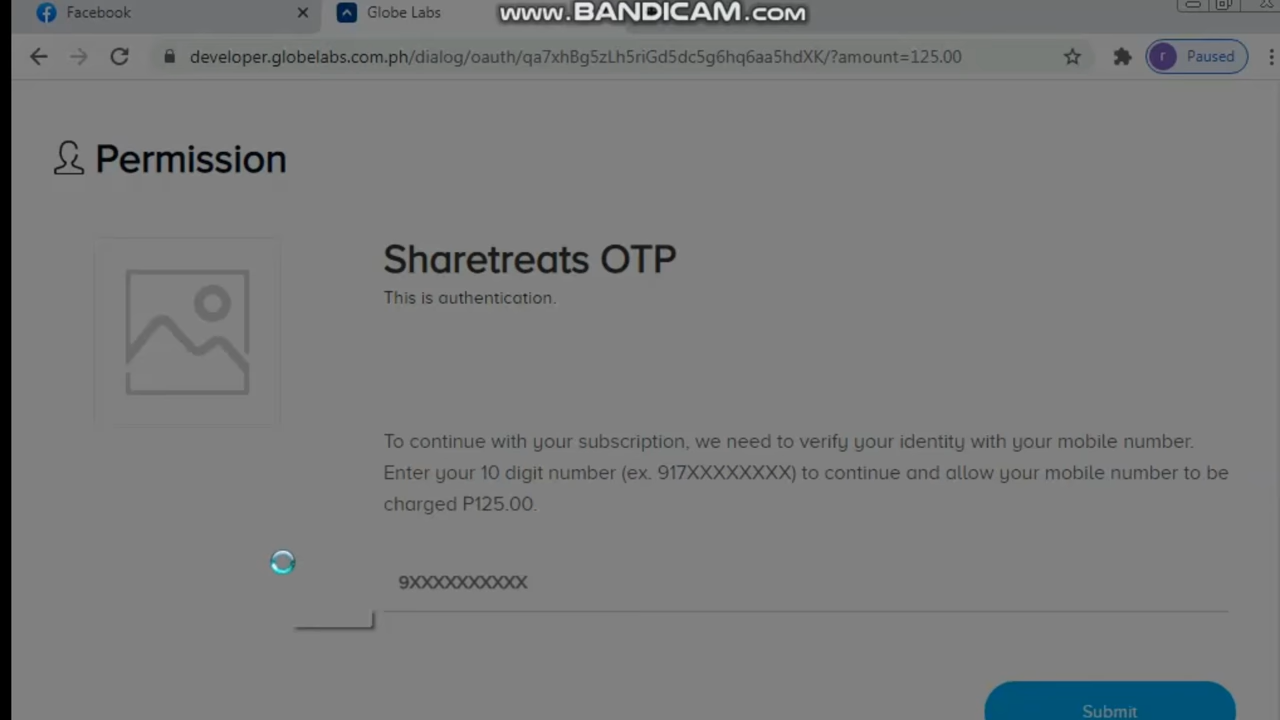 Facebook
Globe Labs
www.BANDICAM.com
developer.globelabs.com.ph/dialog/oauth/qa7xhBg5zLh5riGd5dc5g6hq6aa5hdXK/?amount=125.00
r
Paused
Permission
Sharetreats OTP
This is authentication.
To continue with your subscription, we need to verify your identity with your mobile number.
Enter your 10 digit number (ex. 917XXXXXXXX) to continue and allow your mobile number to be
charged P125.00.
9XXXXXXXXXX
Submit